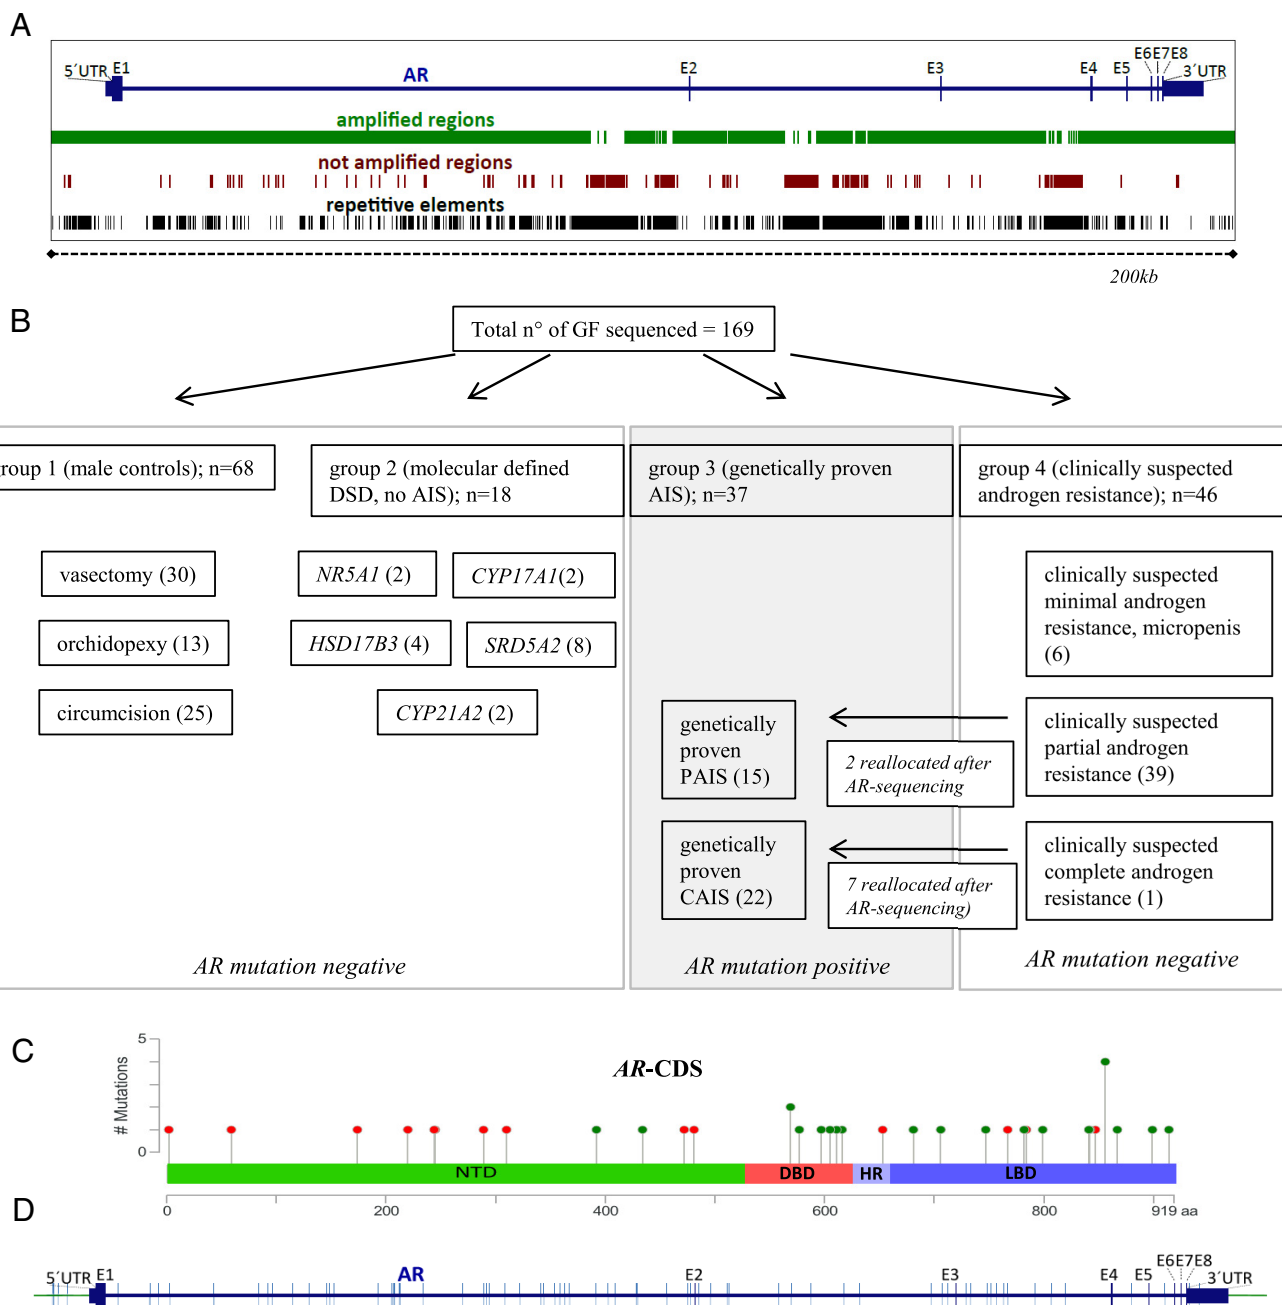 A
5´UTR E1 AR E2 E3 E4 E5 E6E7E8 3´UTR
amplified regions
not amplified regions
repetitive elements
200kb
B
Total n° of GF sequenced = 169
roup 1 (male controls); n=68
group 2 (molecular defined
DSD, no AIS); n=18
group 3 (genetically proven
AIS); n=37
group 4 (clinically suspected
androgen resistance); n=46
vasectomy (30)
orchidopexy (13)
circumcision (25)
NR5A1 (2)
CYP17A1(2)
HSD17B3 (4)
SRD5A2 (8)
CYP21A2 (2)
genetically
proven
PAIS (15)
genetically
proven
CAIS (22)
2 reallocated after
AR-sequencing
7 reallocated after
AR-sequencing)
clinically suspected
minimal androgen
resistance, micropenis
(6)
clinically suspected
partial androgen
resistance (39)
clinically suspected
complete androgen
resistance (1)
AR mutation negative
AR mutation positive
AR mutation negative
C
AR-CDS
# Mutations
5
0
NTD DBD HR LBD
0 200 400 600 800 919 aa
D
5´UTR E1 AR E2 E3 E4 E5 E6E7E8 3´UTR